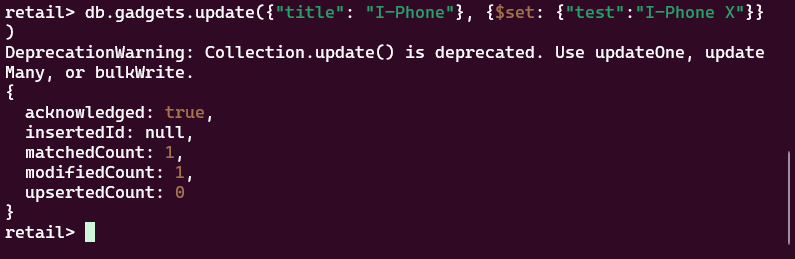 retail> db.gadgets.update({"title": "I-Phone"}, {$set: {"test":"I-Phone X"}}
)
DeprecationWarning: Collection.update() is deprecated. Use updateOne, update
Many, or bulkWrite.
{
  acknowledged: true,
  insertedId: null,
  matchedCount: 1,
  modifiedCount: 1,
  upsertedCount: 0
}
retail>